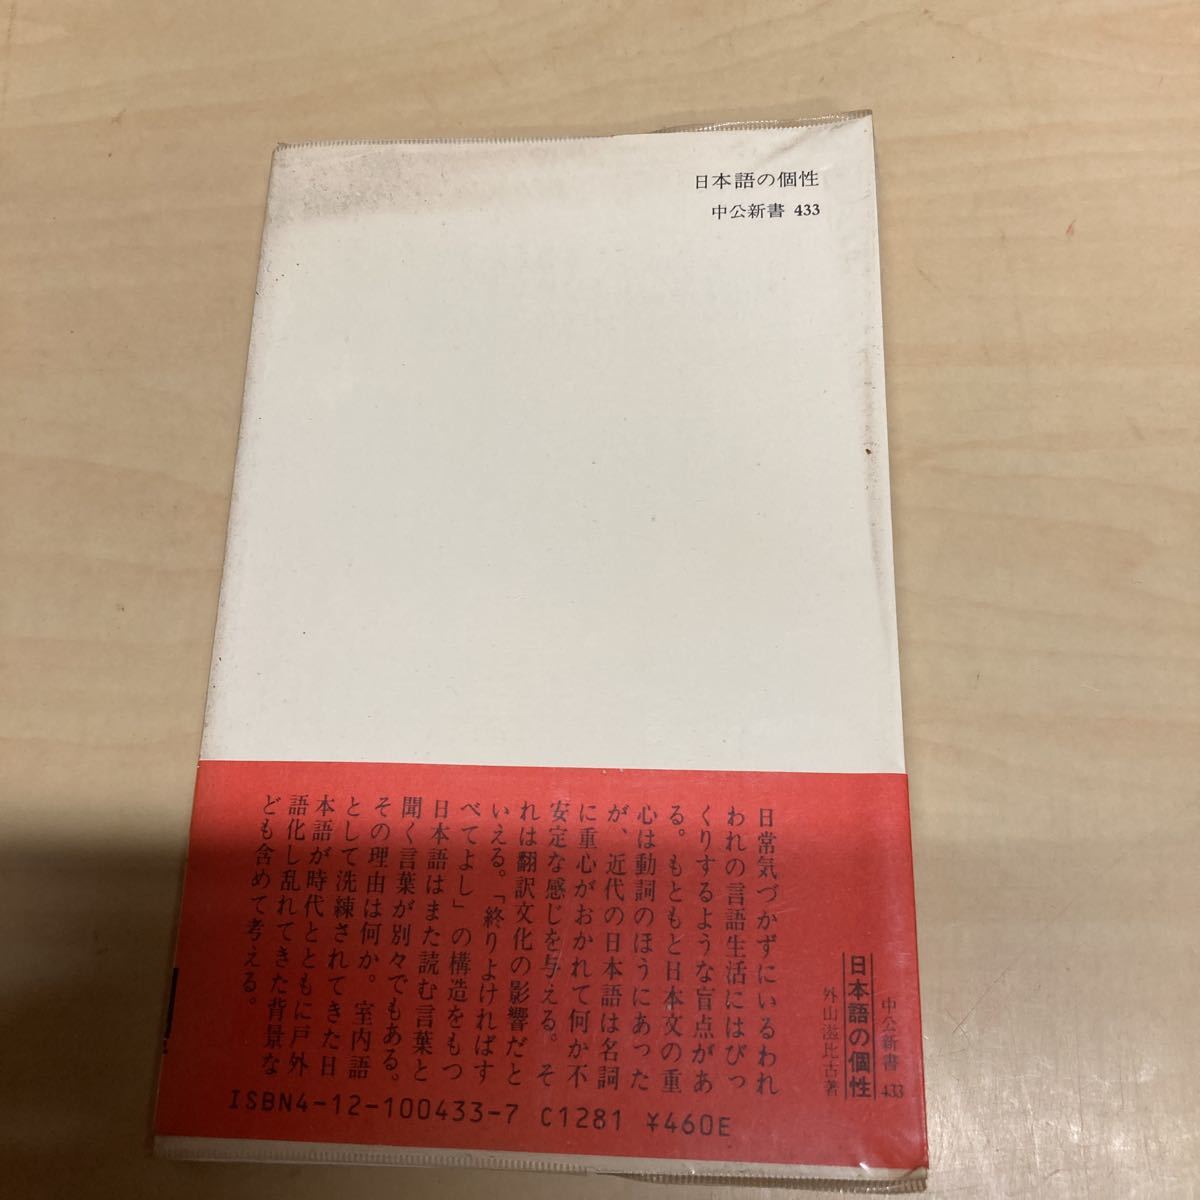 日本語の個性
中公新書 433
中公新書 433
日本語の個性
外山滋比古著
日常気づかずにいるわれ
われの言語生活にはびっ
くりするような盲点があ
る。もともと日本文の重
心は動詞のほうにあった
が、近代の日本語は名詞
に重心がおかれて何か不
安定な感じを与える。そ
れは翻訳文化の影響だと
いえる。「終りよければす
べてよし」の構造をもつ
日本語はまた読む言葉と
聞く言葉が別々でもある。
その理由は何か。室内語
として洗練されてきた日
本語が時代とともに戸外
語化し乱れてきた背景な
ども含めて考える。
ISBN4-12-100433-7 C1281 ¥460E